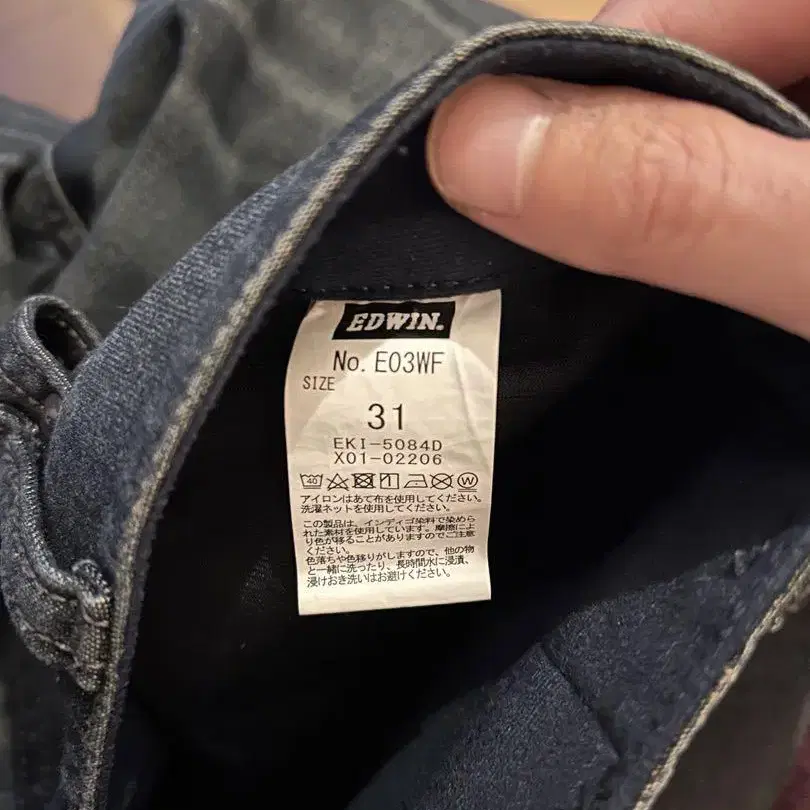 EDWIN.
No. E03WF
SIZE
31
EKI-5084D
X01-02206
40 W
アイロンはあて布を使用してください。
洗濯ネットを使用してください。
この製品は、インディゴ染料で染めら
れた素材を使用しています。摩擦によ
り色が移ることがありますのでご注意
ください。
色落ちや色移りがしますので、他の物
と一緒に洗ったり、長時間水に浸漬、
浸けおき洗いはお避けください。